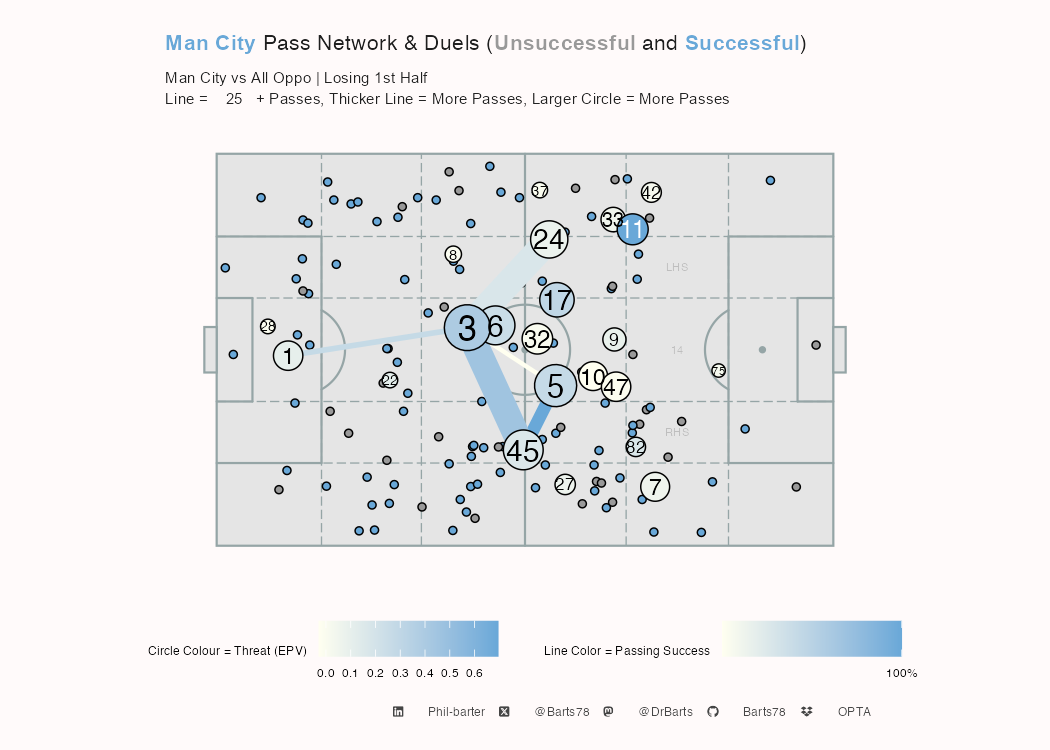 Man City Pass Network & Duels (Unsuccessful and Successful)
Man City vs All Oppo | Losing 1st Half
Line = 25 + Passes, Thicker Line = More Passes, Larger Circle = More Passes
37
42
33
11
24
8
LHS
17
28
3
6
32
9
14
1
22
75
10
47
5
RHS
82
45
27
7
Circle Colour = Threat (EPV)
0.0 0.1 0.2 0.3 0.4 0.5 0.6
Line Color = Passing Success
100%
Phil-barter @Barts78 @DrBarts Barts78 OPTA